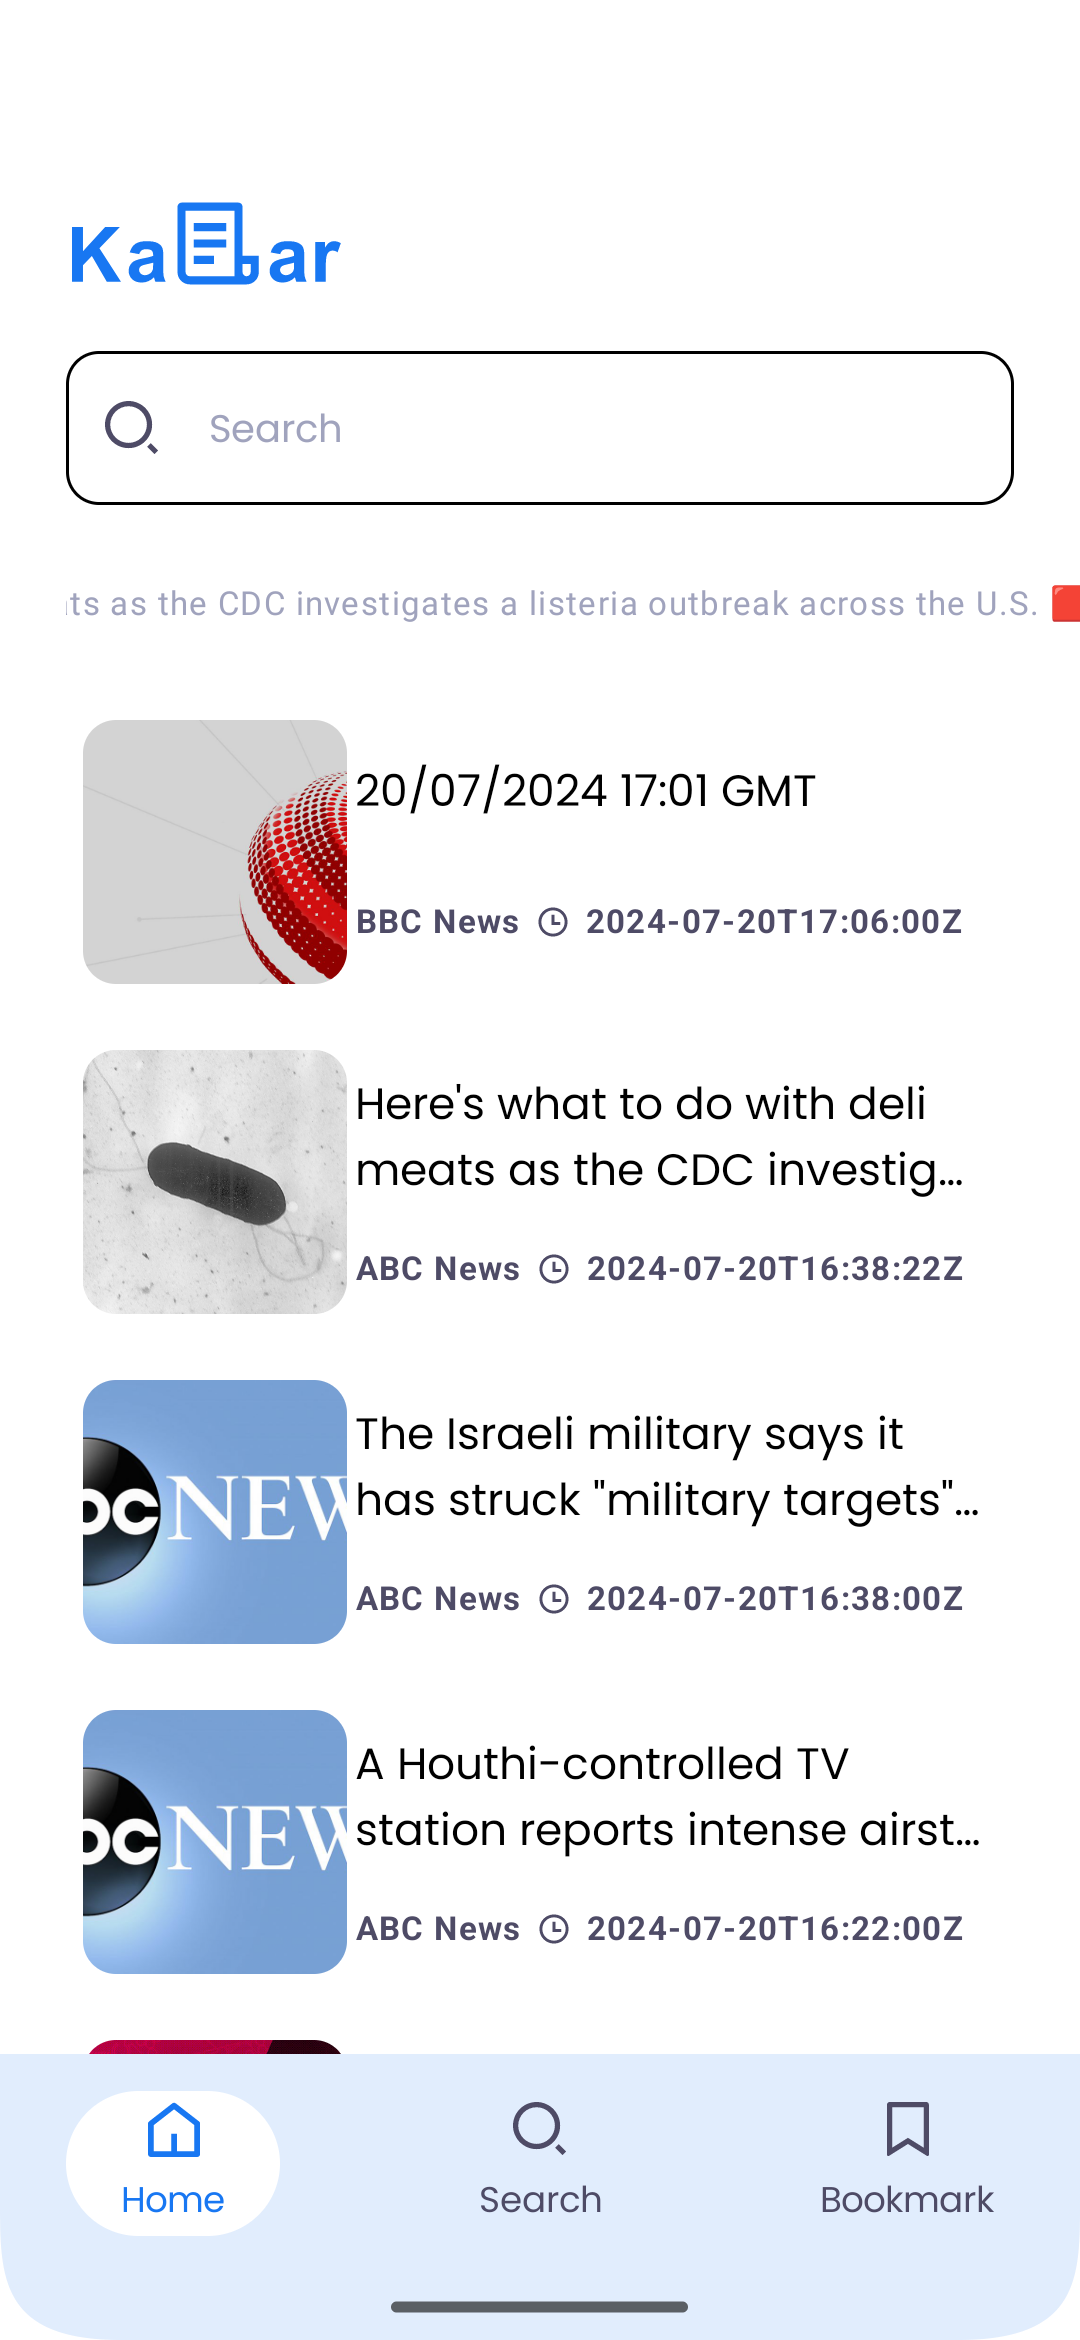 Ka ar
Search
ts as the CDC investigates a listeria outbreak across the U.S.
20/07/2024 17:01 GMT
BBC News 2024-07-20T17:06:00Z
Here's what to do with deli
meats as the CDC investig...
ABC News 2024-07-20T16:38:22Z
NEW
The Israeli military says it
has struck "military targets"...
ABC News 2024-07-20T16:38:00Z
NEW
A Houthi-controlled TV
station reports intense airst...
ABC News 2024-07-20T16:22:00Z
Home
Search
Bookmark